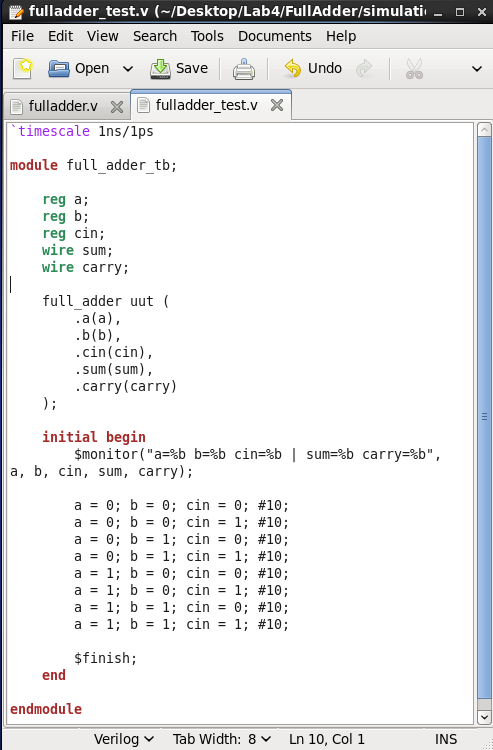 fulladder_test.v (~/Desktop/Lab4/FullAdder/simulati
File Edit View Search Tools Documents Help
Open Save Undo
fulladder.v fulladder_test.v
`timescale 1ns/1ps
module full_adder_tb;
    reg a;
    reg b;
    reg cin;
    wire sum;
    wire carry;
    full_adder uut (
        .a(a),
        .b(b),
        .cin(cin),
        .sum(sum),
        .carry(carry)
    );
    initial begin
        $monitor("a=%b b=%b cin=%b | sum=%b carry=%b",
a, b, cin, sum, carry);
        a = 0; b = 0; cin = 0; #10;
        a = 0; b = 0; cin = 1; #10;
        a = 0; b = 1; cin = 0; #10;
        a = 0; b = 1; cin = 1; #10;
        a = 1; b = 0; cin = 0; #10;
        a = 1; b = 0; cin = 1; #10;
        a = 1; b = 1; cin = 0; #10;
        a = 1; b = 1; cin = 1; #10;
        $finish;
    end
endmodule
Verilog Tab Width: 8 Ln 10, Col 1 INS